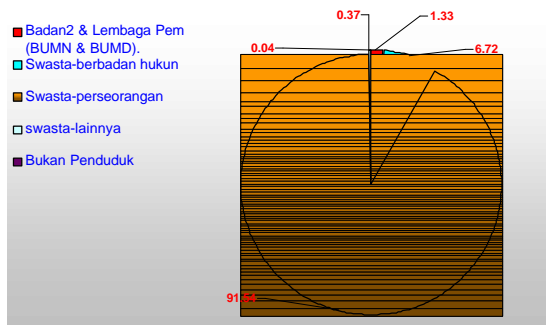 Badan2 & Lembaga Pem
(BUMN & BUMD).
Swasta-berbadan hukun
Swasta-perseorangan
swasta-lainnya
Bukan Penduduk
0.37
1.33
0.04
6.72